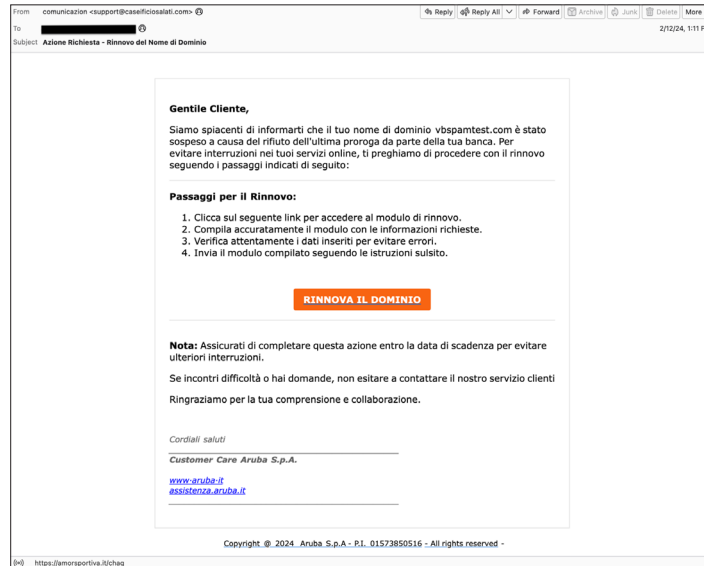 From comunicazion <support@caseificiosalati.com>
Reply Reply All Forward Archive Junk Delete More
To
2/12/24, 1:11 P
Subject Azione Richiesta - Rinnovo del Nome di Dominio
Gentile Cliente,
Siamo spiacenti di informarti che il tuo nome di dominio vbspamtest.com è stato
sospeso a causa del rifiuto dell'ultima proroga da parte della tua banca. Per
evitare interruzioni nei tuoi servizi online, ti preghiamo di procedere con il rinnovo
seguendo i passaggi indicati di seguito:
Passaggi per il Rinnovo:
1. Clicca sul seguente link per accedere al modulo di rinnovo.
2. Compila accuratamente il modulo con le informazioni richieste.
3. Verifica attentamente i dati inseriti per evitare errori.
4. Invia il modulo compilato seguendo le istruzioni sulsito.
RINNOVA IL DOMINIO
Nota: Assicurati di completare questa azione entro la data di scadenza per evitare
ulteriori interruzioni.
Se incontri difficoltà o hai domande, non esitare a contattare il nostro servizio clienti
Ringraziamo per la tua comprensione e collaborazione.
Cordiali saluti
Customer Care Aruba S.p.A.
www-aruba-it
assistenza.aruba.it
Copyright @ 2024 Aruba S.p.A - P.I. 01573850516 - All rights reserved -
https://amorsportiva.it/chag